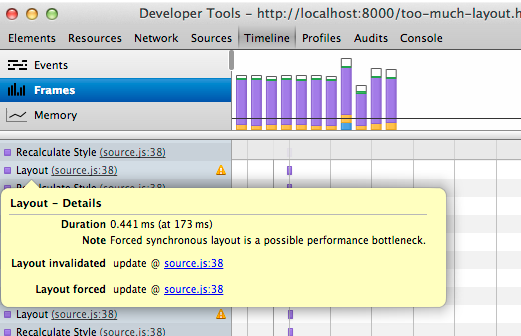 Developer Tools - http://localhost:8000/too-much-layout.h
Elements Resources Network Sources Timeline Profiles Audits Console
Events
Frames
Memory
Recalculate Style (source.js:38)
Layout (source.js:38)
Recalculate Style (source.js:38)
Layout – Details
Duration 0.441 ms (at 173 ms)
Note Forced synchronous layout is a possible performance bottleneck.
Layout invalidated update @ source.js:38
Layout forced update @ source.js:38
Layout (source.js:38)
Recalculate Style (source.js:38)